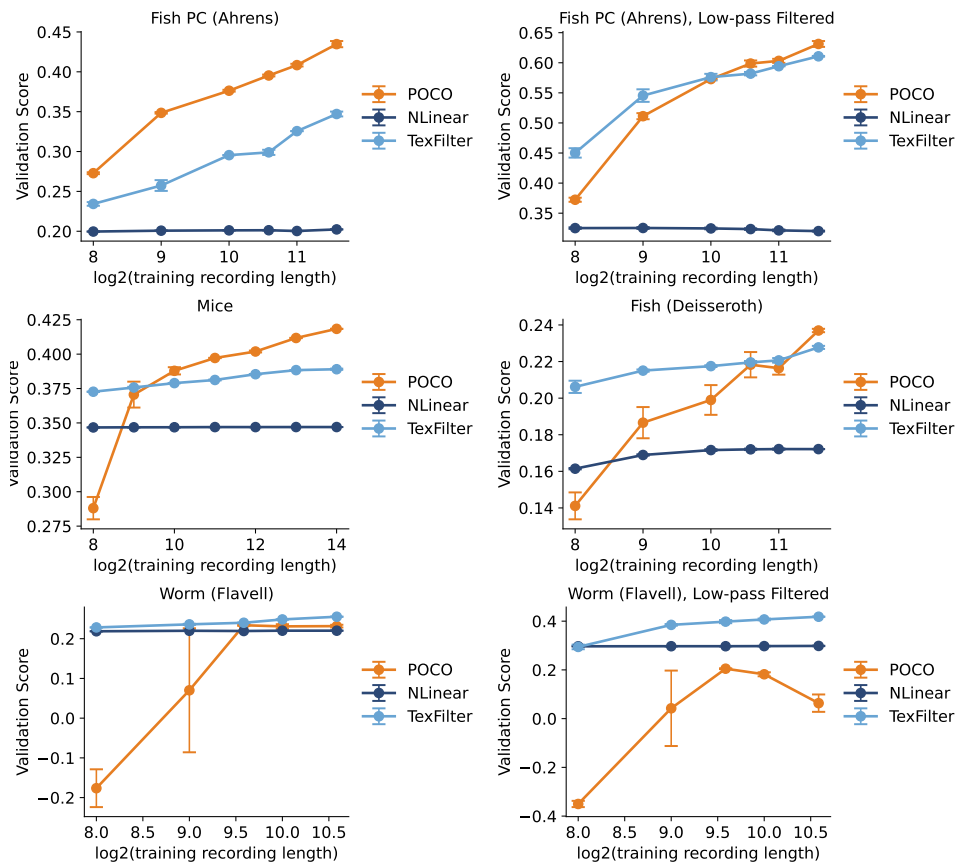 Fish PC (Ahrens)
Validation Score
0.45
0.40
0.35
0.30
0.25
0.20
8 9 10 11
log2(training recording length)
POCO
NLinear
TexFilter
Fish PC (Ahrens), Low-pass Filtered
Validation Score
0.65
0.60
0.55
0.50
0.45
0.40
0.35
8 9 10 11
log2(training recording length)
POCO
NLinear
TexFilter
Mice
Validation Score
0.425
0.400
0.375
0.350
0.325
0.300
0.275
8 10 12 14
log2(training recording length)
POCO
NLinear
TexFilter
Fish (Deisseroth)
Validation Score
0.24
0.22
0.20
0.18
0.16
0.14
8 9 10 11
log2(training recording length)
POCO
NLinear
TexFilter
Worm (Flavell)
Validation Score
0.2
0.1
0.0
−0.1
−0.2
8.0 8.5 9.0 9.5 10.0 10.5
log2(training recording length)
POCO
NLinear
TexFilter
Worm (Flavell), Low-pass Filtered
Validation Score
0.4
0.2
0.0
−0.2
−0.4
8.0 8.5 9.0 9.5 10.0 10.5
log2(training recording length)
POCO
NLinear
TexFilter